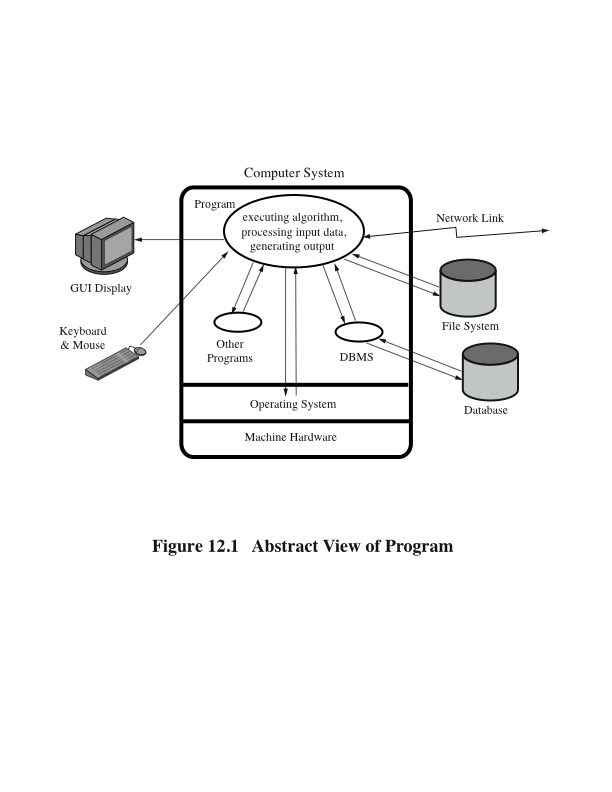 Computer System
Program
executing algorithm,
processing input data,
generating output
Network Link
GUI Display
File System
Keyboard
& Mouse
Other
Programs
DBMS
Database
Operating System
Machine Hardware
Figure 12.1 Abstract View of Program